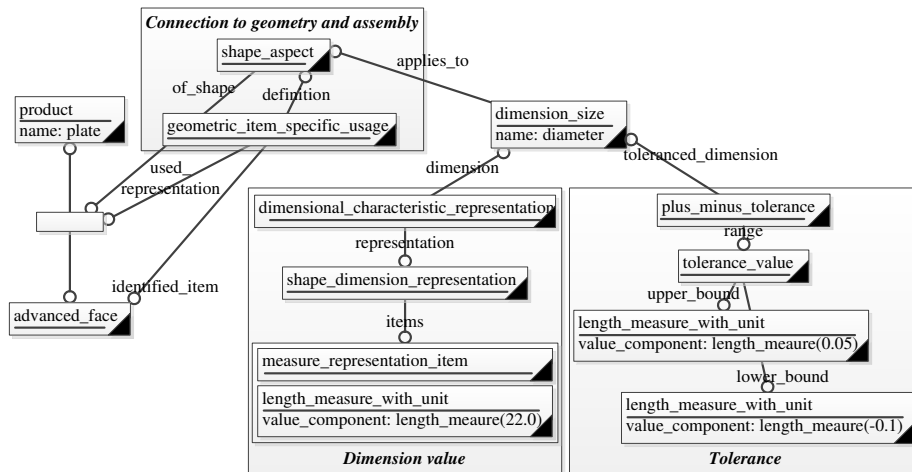 Connection to geometry and assembly
shape_aspect
applies_to
of_shape
definition
product
name: plate
geometric_item_specific_usage
dimension_size
name: diameter
used_
representation
dimension
toleranced_dimension
dimensional_characteristic_representation
plus_minus_tolerance
representation
range
shape_dimension_representation
tolerance_value
identified_item
upper_bound
advanced_face
items
length_measure_with_unit
value_component: length_meaure(0.05)
measure_representation_item
lower_bound
length_measure_with_unit
value_component: length_meaure(22.0)
length_measure_with_unit
value_component: length_meaure(-0.1)
Dimension value
Tolerance